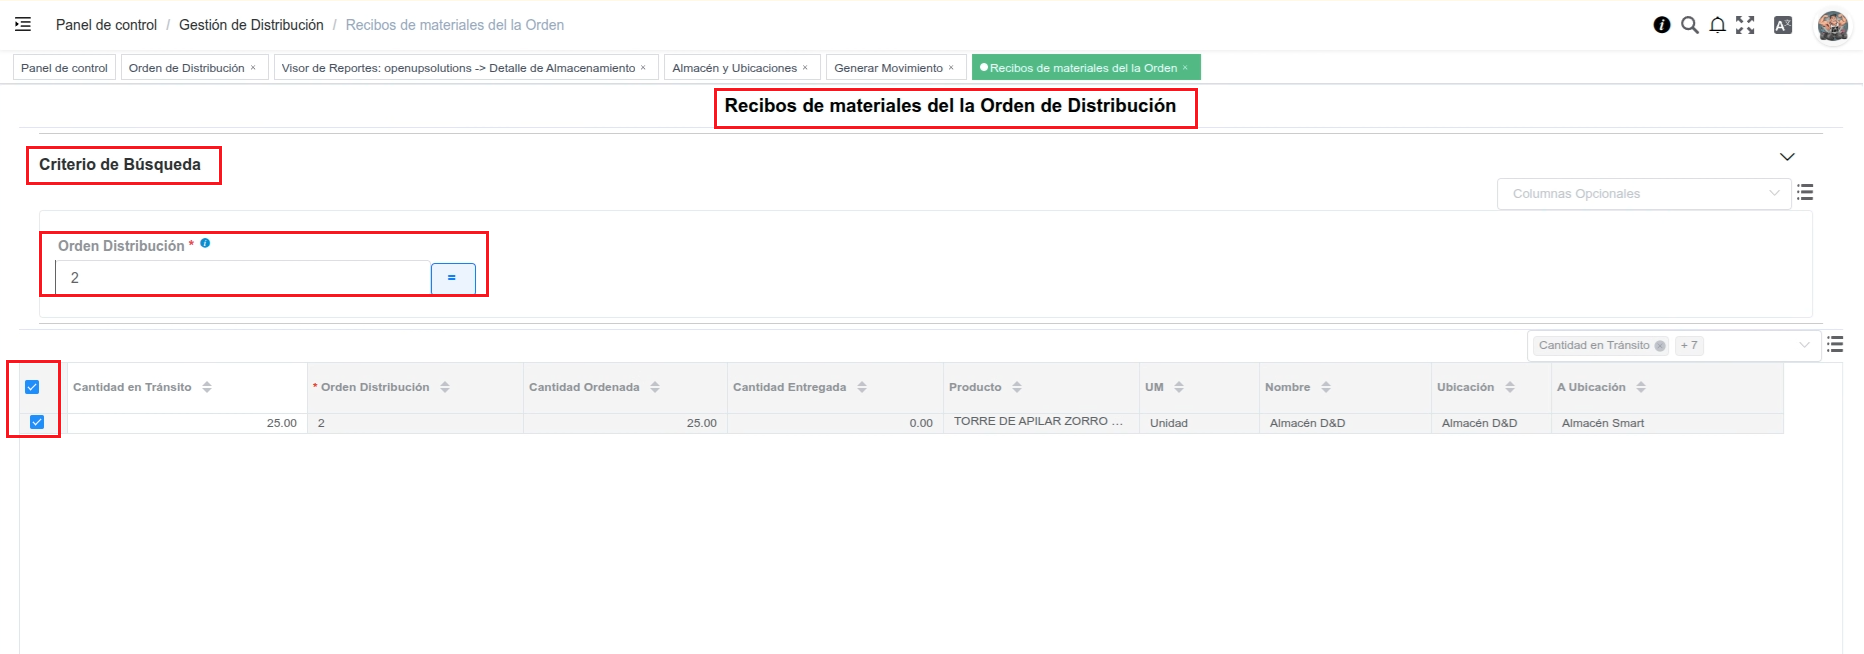 Panel de control / Gestión de Distribución / Recibos de materiales del la Orden
Panel de control Orden de Distribución × Visor de Reportes: openupsolutions -> Detalle de Almacenamiento × Almacén y Ubicaciones × Generar Movimiento × Recibos de materiales del la Orden ×
Recibos de materiales del la Orden de Distribución
Criterio de Búsqueda
Columnas Opcionales
Orden Distribución *
2 =
Cantidad en Tránsito + 7
Cantidad en Tránsito * Orden Distribución Cantidad Ordenada Cantidad Entregada Producto UM Nombre Ubicación A Ubicación
25.00 2 25.00 0.00 TORRE DE APILAR ZORRO ... Unidad Almacén D&D Almacén D&D Almacén Smart